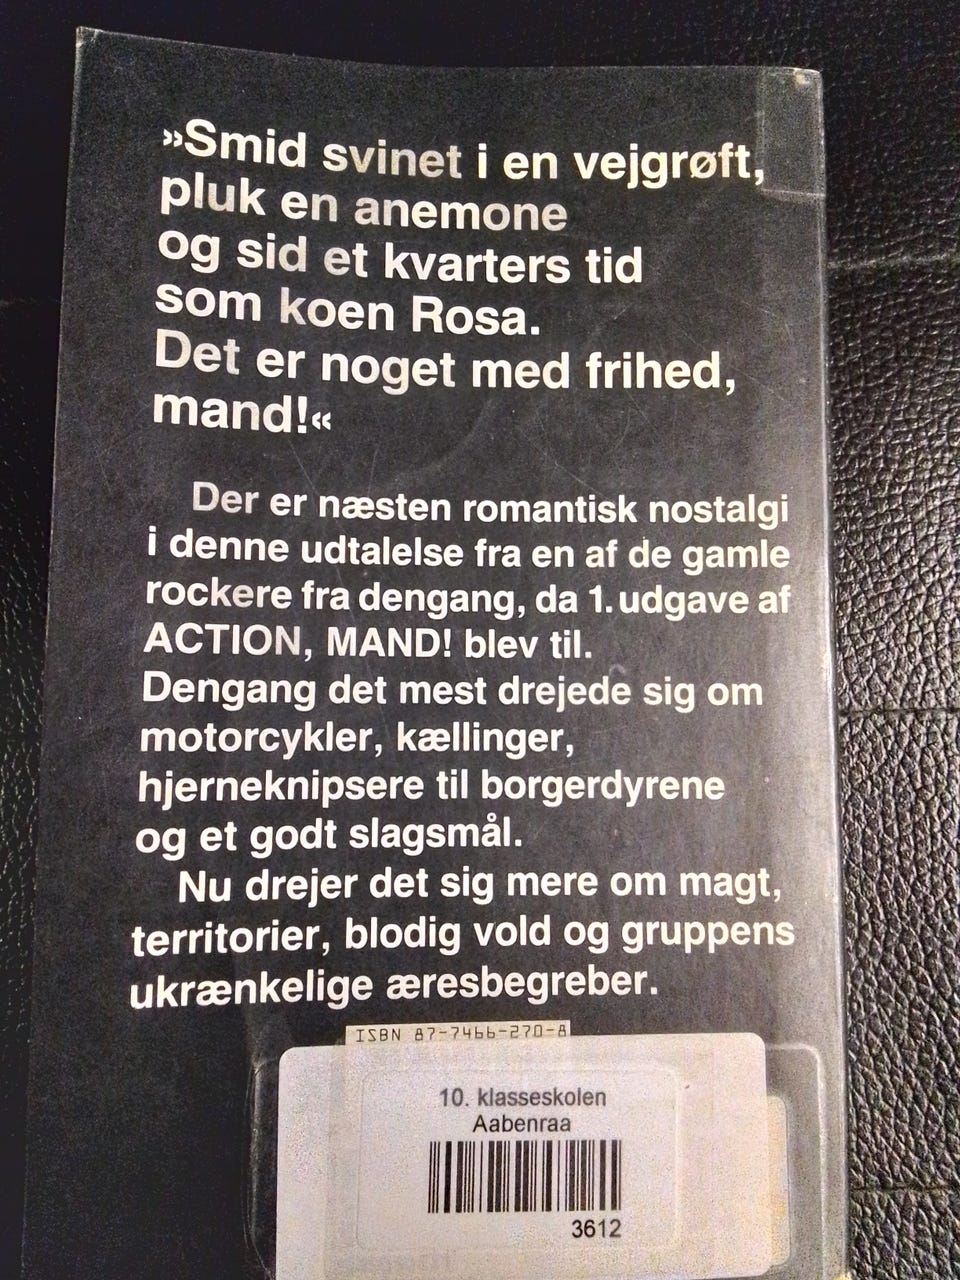 »Smid svinet i en vejgrøft,
pluk en anemone
og sid et kvarters tid
som koen Rosa.
Det er noget med frihed,
mand!«
Der er næsten romantisk nostalgi
i denne udtalelse fra en af de gamle
rockere fra dengang, da 1. udgave af
ACTION, MAND! blev til.
Dengang det mest drejede sig om
motorcykler, kællinger,
hjerneknipsere til borgerdyrene
og et godt slagsmål.
Nu drejer det sig mere om magt,
territorier, blodig vold og gruppens
ukrænkelige æresbegreber.
ISBN 87-7466-270-8
10. klasseskolen
Aabenraa
3612